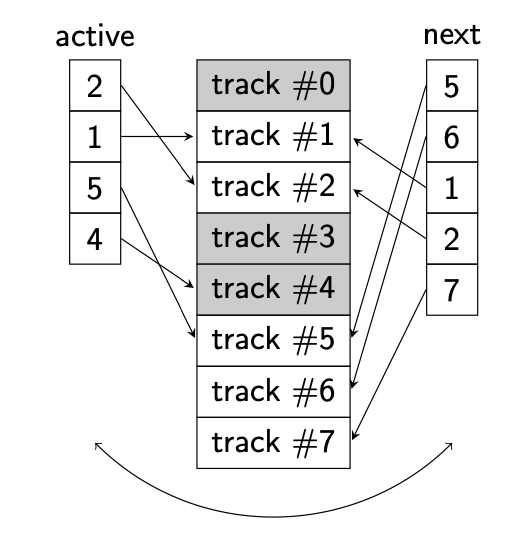 active
next
2
1
5
4
track #0
track #1
track #2
track #3
track #4
track #5
track #6
track #7
5
6
1
2
7